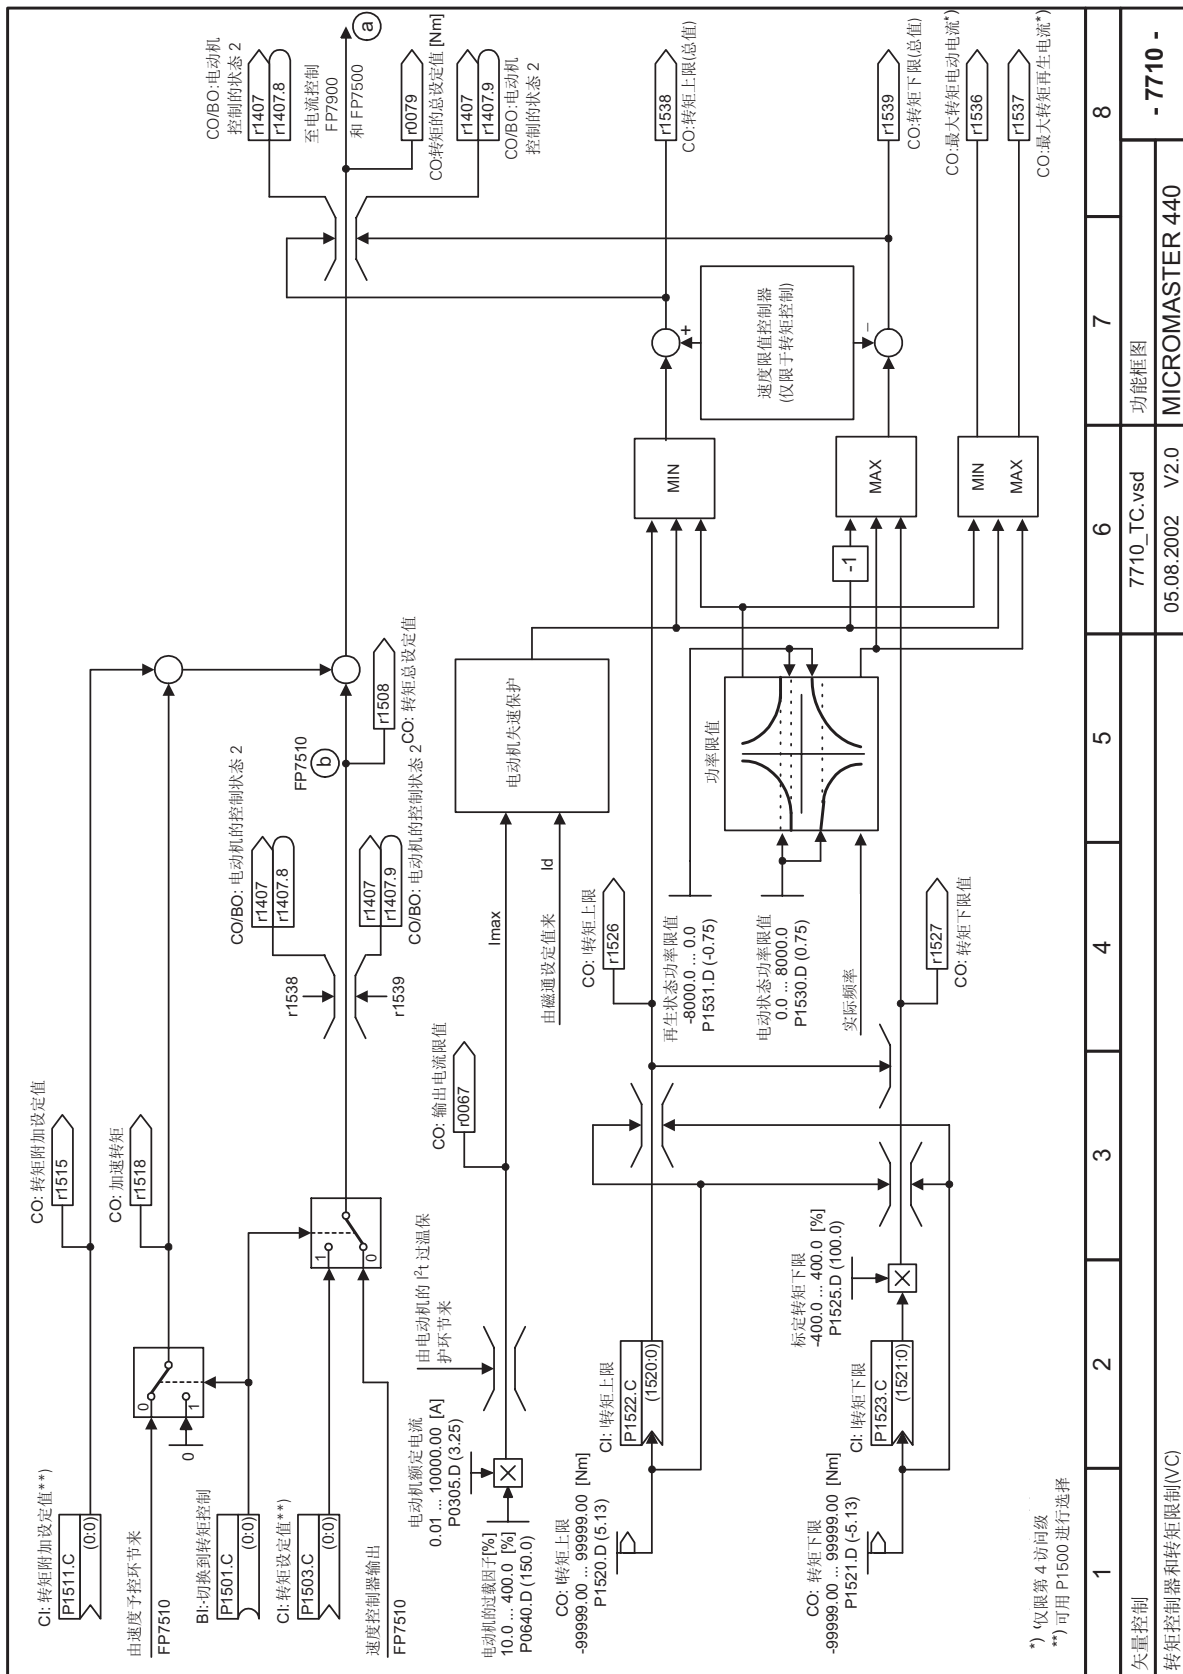 CI: 转矩附加设定值**)
P1511.C
(0:0)
由速度予控环节来
FP7510
BI:切换到转矩控制
P1501.C
(0:0)
CI: 转矩设定值**)
P1503.C
(0:0)
速度控制器输出
FP7510
0
1
0
1
0
CO: 转矩附加设定值
r1515
CO: 加速转矩
r1518
r1538
r1539
CO/BO: 电动机的控制状态 2
r1407
r1407.8
r1407
r1407.9
CO/BO: 电动机的控制状态 2
FP7510
b
r1508
CO: 转矩总设定值
CO/BO:电动机
控制的状态 2
r1407
r1407.8
至电流控制
FP7900
和 FP7500
a
r0079
CO:转矩的总设定值 [Nm]
r1407
r1407.9
CO/BO:电动机
控制的状态 2
电动机额定电流
0.01 ... 10000.00 [A]
P0305.D (3.25)
电动机的过载因子[%]
10.0 ... 400.0 [%]
P0640.D (150.0)
由电动机的 I²t 过温保
护环节来
CO: 输出电流限值
r0067
Imax
由磁通设定值来
Id
电动机失速保护
CO: 转矩上限
-99999.00 ... 99999.00 [Nm]
P1520.D (5.13)
CI: 转矩上限
P1522.C
(1520:0)
CO: 转矩上限
r1526
再生状态功率限值
-8000.0 ... 0.0
P1531.D (-0.75)
电动状态功率限值
0.0 ... 8000.0
P1530.D (0.75)
实际频率
功率限值
CO: 转矩下限
-99999.00 ... 99999.00 [Nm]
P1521.D (-5.13)
CI: 转矩下限
P1523.C
(1521:0)
标定转矩下限
-400.0 ... 400.0 [%]
P1525.D (100.0)
r1527
CO: 转矩下限值
MIN
-1
MAX
MIN
MAX
速度限值控制器
(仅限于转矩控制)
+
–
r1538
CO:转矩上限(总值)
r1539
CO:转矩下限(总值)
CO:最大转矩电动电流*)
r1536
r1537
CO:最大转矩再生电流*)
*) 仅限第 4 访问级
**) 可用 P1500 进行选择
1
2
3
4
5
6
7
8
矢量控制
转矩控制器和转矩限制(VC)
7710_TC.vsd
05.08.2002 V2.0
功能框图
MICROMASTER 440
- 7710 -